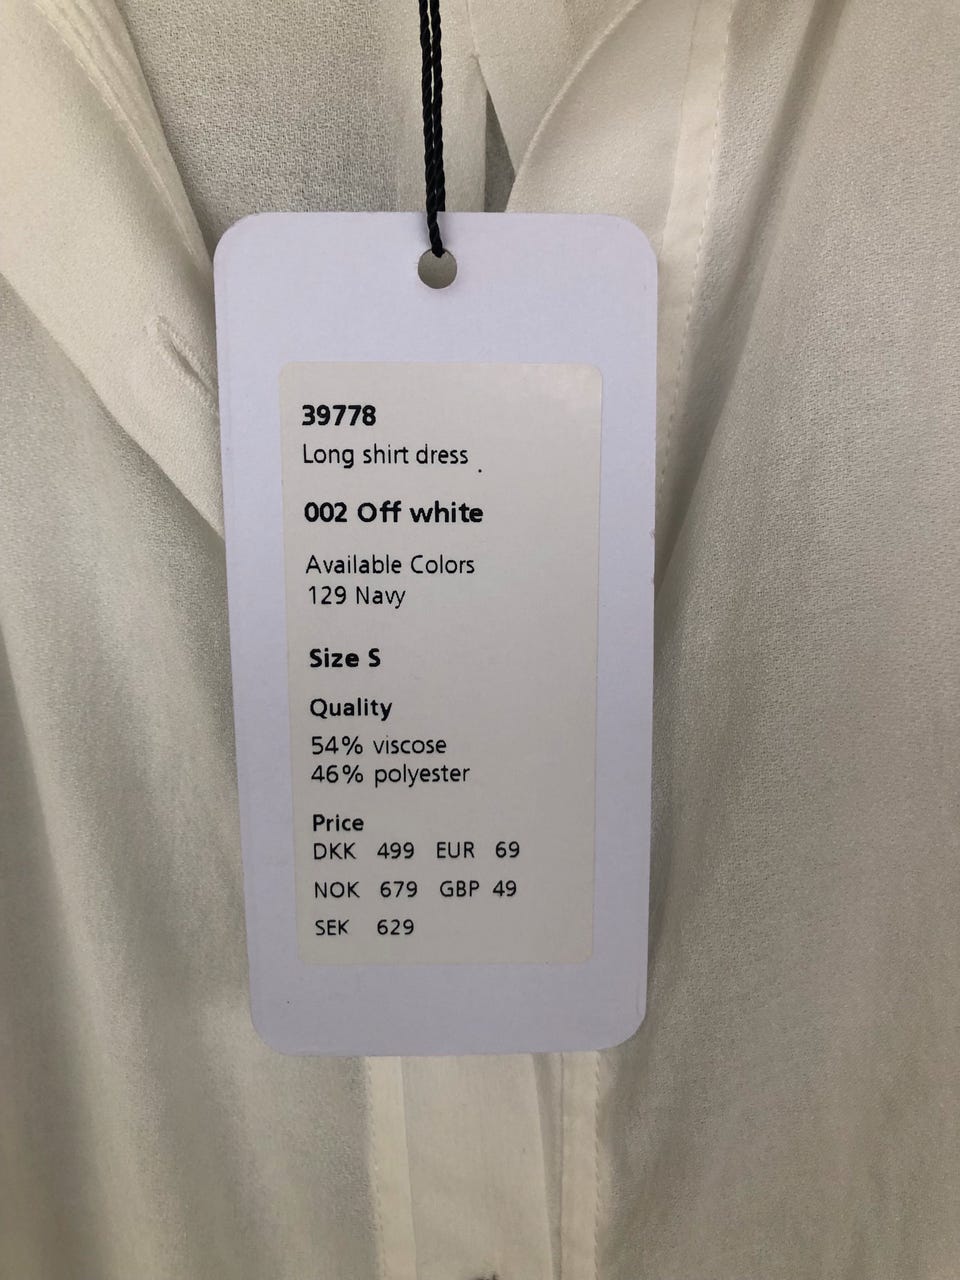 39778
Long shirt dress
002 Off white
Available Colors
129 Navy
Size S
Quality
54% viscose
46% polyester
Price
DKK 499 EUR 69
NOK 679 GBP 49
SEK 629